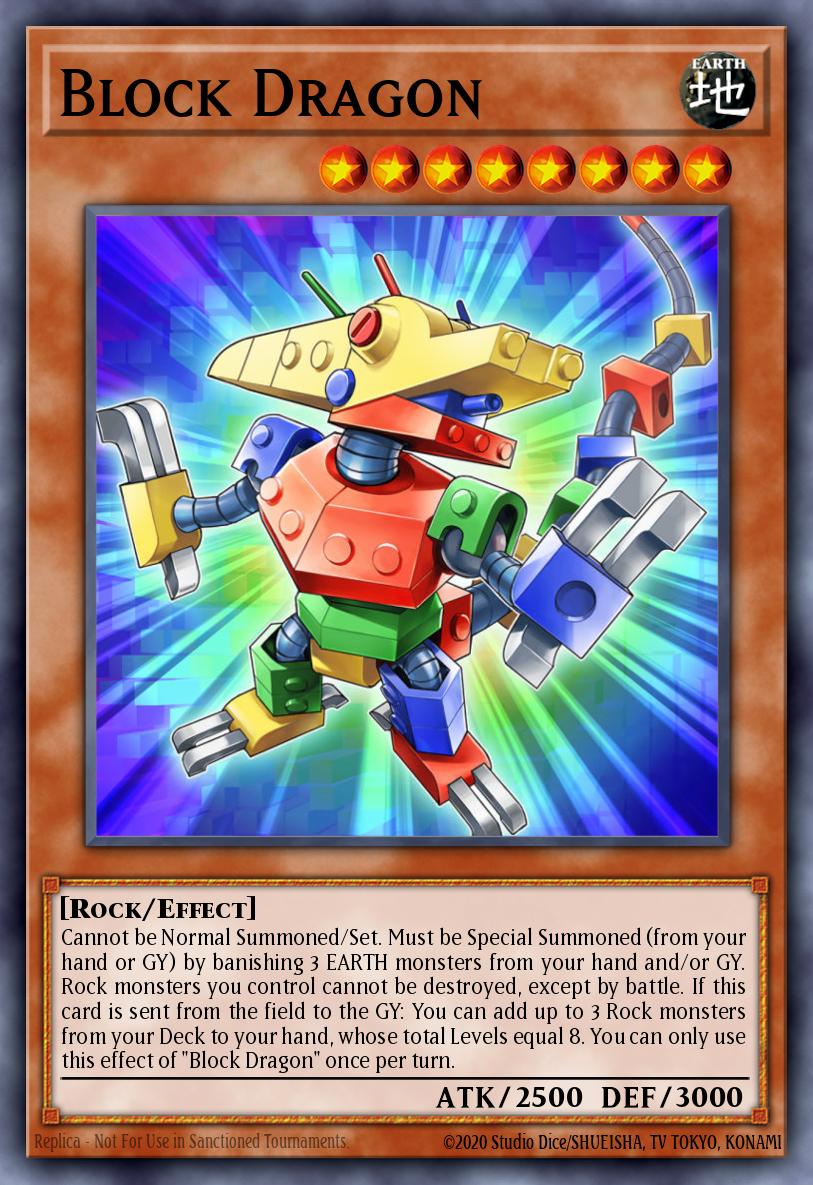 Block Dragon
EARTH
地
[Rock/Effect]
Cannot be Normal Summoned/Set. Must be Special Summoned (from your
hand or GY) by banishing 3 EARTH monsters from your hand and/or GY.
Rock monsters you control cannot be destroyed, except by battle. If this
card is sent from the field to the GY: You can add up to 3 Rock monsters
from your Deck to your hand, whose total Levels equal 8. You can only use
this effect of "Block Dragon" once per turn.
ATK/2500 DEF/3000
Replica - Not For Use in Sanctioned Tournaments.
©2020 Studio Dice/SHUEISHA, TV TOKYO, KONAMI